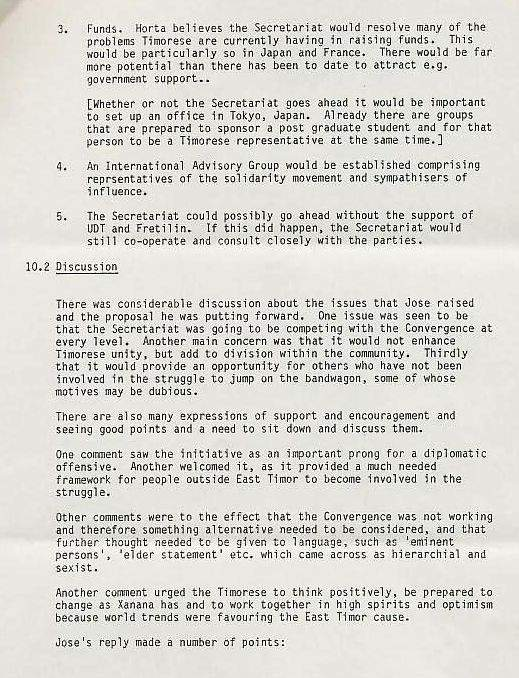 3. Funds. Horta believes the Secretariat would resolve many of the
problems Timorese are currently having in raising funds. This
would be particularly so in Japan and France. There would be far
more potential than there has been to date to attract e.g.
government support..
[Whether or not the Secretariat goes ahead it would be important
to set up an office in Tokyo, Japan. Already there are groups
that are prepared to sponsor a post graduate student and for that
person to be a Timorese representative at the same time.]
4. An International Advisory Group would be established comprising
reprsentatives of the solidarity movement and sympathisers of
influence.
5. The Secretariat could possibly go ahead without the support of
UDT and Fretilin. If this did happen, the Secretariat would
still co-operate and consult closely with the parties.
10.2 Discussion
There was considerable discussion about the issues that Jose raised
and the proposal he was putting forward. One issue was seen to be
that the Secretariat was going to be competing with the Convergence at
every level. Another main concern was that it would not enhance
Timorese unity, but add to division within the community. Thirdly
that it would provide an opportunity for others who have not been
involved in the struggle to jump on the bandwagon, some of whose
motives may be dubious.
There are also many expressions of support and encouragement and
seeing good points and a need to sit down and discuss them.
One comment saw the initiative as an important prong for a diplomatic
offensive. Another welcomed it, as it provided a much needed
framework for people outside East Timor to become involved in the
struggle.
Other comments were to the effect that the Convergence was not working
and therefore something alternative needed to be considered, and that
further thought needed to be given to language, such as 'eminent
persons', 'elder statement' etc. which came across as hierarchial and
sexist.
Another comment urged the Timorese to think positively, be prepared to
change as Xanana has and to work together in high spirits and optimism
because world trends were favouring the East Timor cause.
Jose's reply made a number of points: